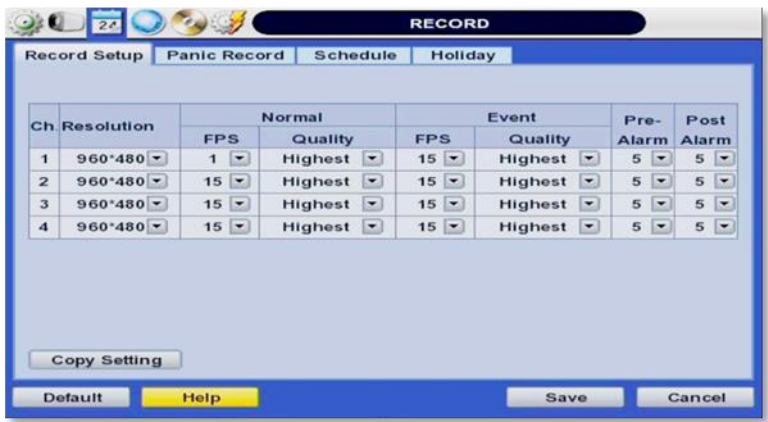 24
RECORD
Record Setup Panic Record Schedule Holiday
Ch. Resolution Normal Event Pre-Alarm Post Alarm
FPS Quality FPS Quality
1 960*480 1 Highest 15 Highest 5 5
2 960*480 15 Highest 15 Highest 5 5
3 960*480 15 Highest 15 Highest 5 5
4 960*480 15 Highest 15 Highest 5 5
Copy Setting
Default Help Save Cancel